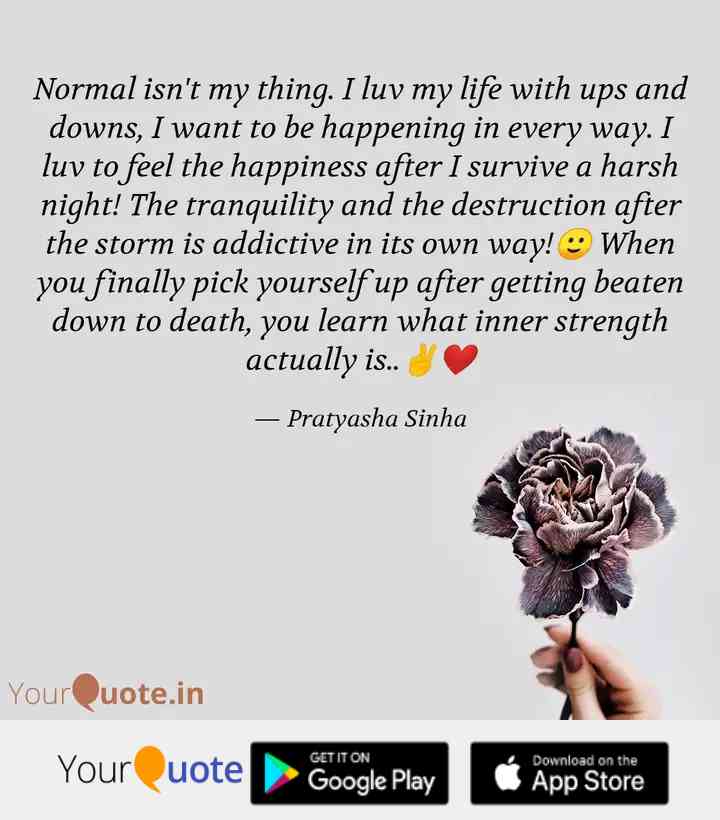 Normal isn't my thing. I luv my life with ups and
downs, I want to be happening in every way. I
luv to feel the happiness after I survive a harsh
night! The tranquility and the destruction after
the storm is addictive in its own way!🙂 When
you finally pick yourself up after getting beaten
down to death, you learn what inner strength
actually is.. ✌️❤️
— Pratyasha Sinha
YourQuote.in
YourQuote
GET IT ON
Google Play
Download on the
App Store